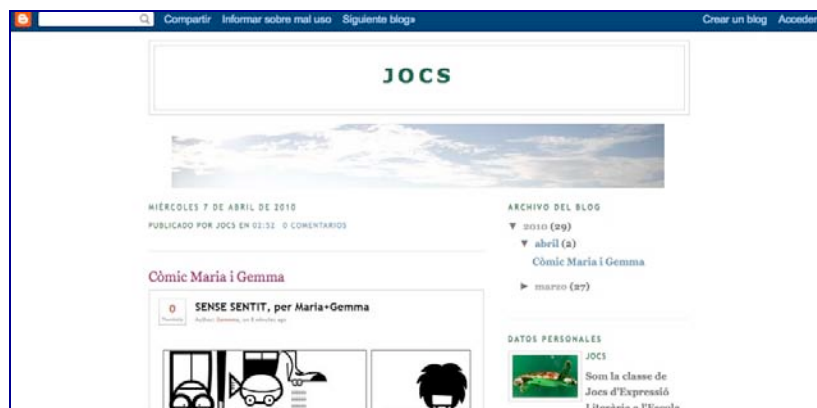 Compartir Informar sobre mal uso Siguiente blog» Crear un blog Acceder
JOCS
MIÉRCOLES 7 DE ABRIL DE 2010
PUBLICADO POR JOCS EN 02:52 0 COMENTARIOS
Còmic Maria i Gemma
0
SENSE SENTIT, per Maria+Gemma
ARCHIVO DEL BLOG
▼ 2010 (29)
▼ abril (2)
Còmic Maria i Gemma
► marzo (27)
DATOS PERSONALES
JOCS
Som la classe de
Jocs d'Expressió
Literària a l'Escola